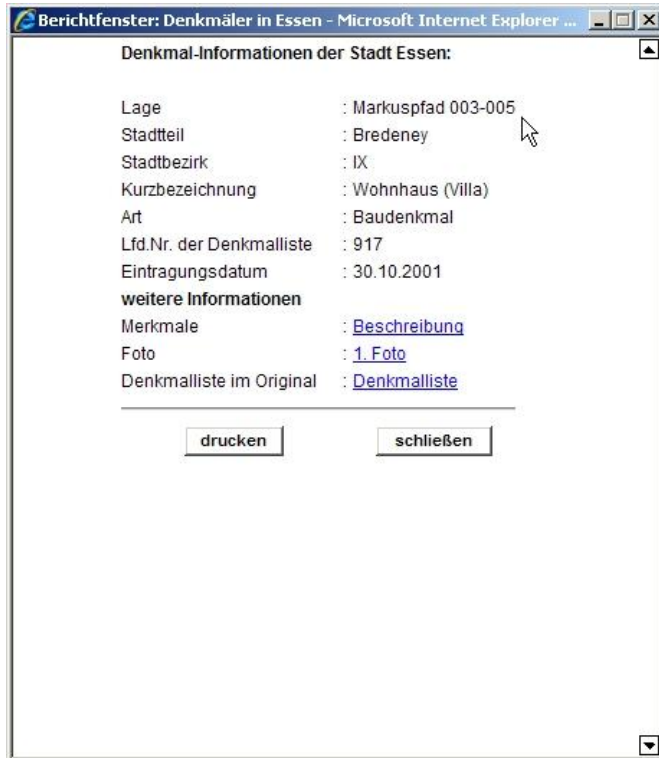 Berichtfenster: Denkmäler in Essen - Microsoft Internet Explorer ...
Denkmal-Informationen der Stadt Essen:
Lage : Markuspfad 003-005
Stadtteil : Bredeney
Stadtbezirk : IX
Kurzbezeichnung : Wohnhaus (Villa)
Art : Baudenkmal
Lfd.Nr. der Denkmalliste : 917
Eintragungsdatum : 30.10.2001
weitere Informationen
Merkmale : Beschreibung
Foto : 1. Foto
Denkmalliste im Original : Denkmalliste
drucken schließen